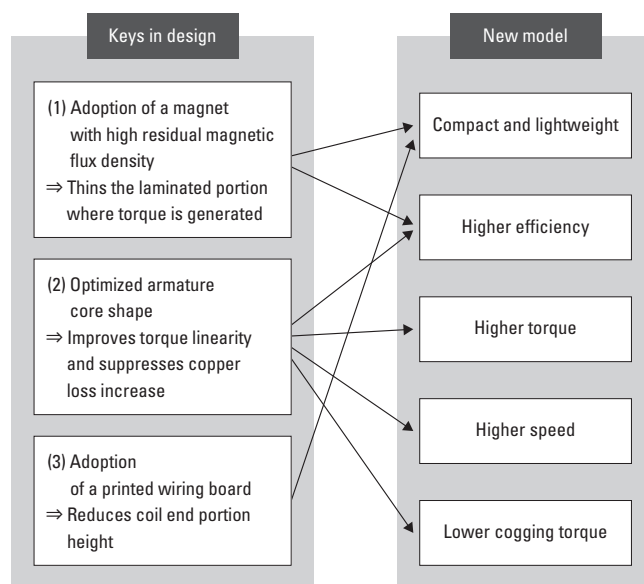 Keys in design
(1) Adoption of a magnet
with high residual magnetic
flux density
⇒ Thins the laminated portion
where torque is generated
(2) Optimized armature
core shape
⇒ Improves torque linearity
and suppresses copper
loss increase
(3) Adoption
of a printed wiring board
⇒ Reduces coil end portion
height
New model
Compact and lightweight
Higher efficiency
Higher torque
Higher speed
Lower cogging torque